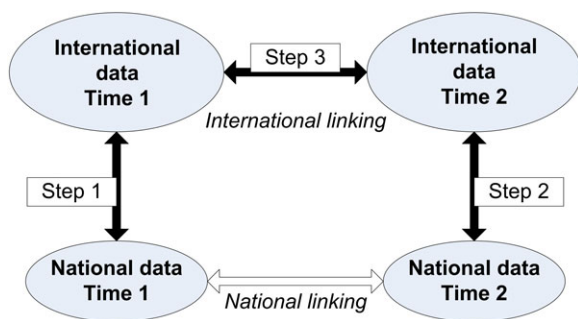 International
data
Time 1
Step 3
International
data
Time 2
International linking
Step 1
Step 2
National data
Time 1
National linking
National data
Time 2